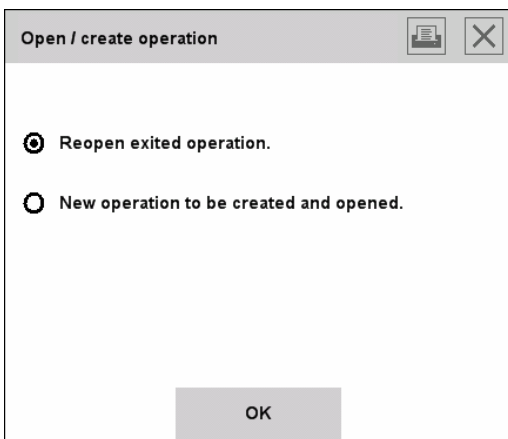 Open / create operation
Reopen exited operation.
New operation to be created and opened.
OK